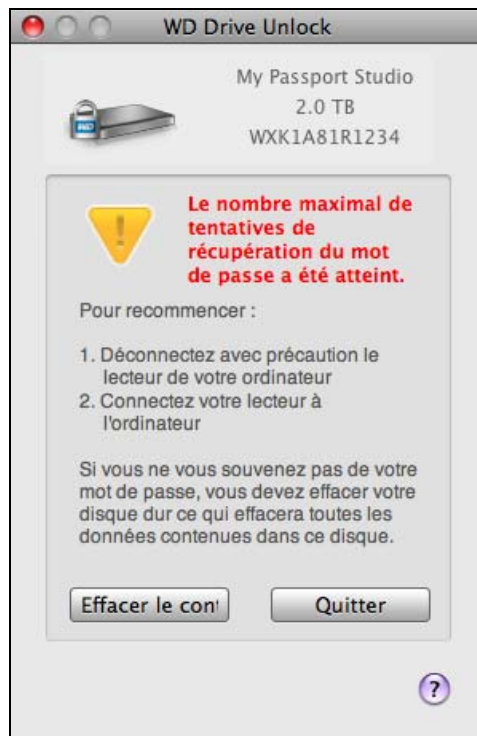 WD Drive Unlock
My Passport Studio
2.0 TB
WXK1A81R1234
WD
Le nombre maximal de
tentatives de
récupération du mot
de passe a été atteint.
Pour recommencer :
1. Déconnectez avec précaution le
lecteur de votre ordinateur
2. Connectez votre lecteur à
l'ordinateur
Si vous ne vous souvenez pas de votre
mot de passe, vous devez effacer votre
disque dur ce qui effacera toutes les
données contenues dans ce disque.
Effacer le con
Quitter
?